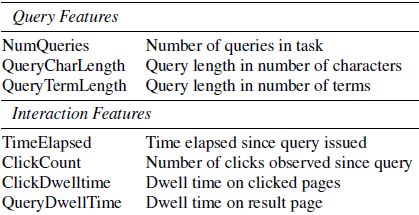 Query Features
NumQueries Number of queries in task
QueryCharLength Query length in number of characters
QueryTermLength Query length in number of terms
Interaction Features
TimeElapsed Time elapsed since query issued
ClickCount Number of clicks observed since query
ClickDwelltime Dwell time on clicked pages
QueryDwellTime Dwell time on result page